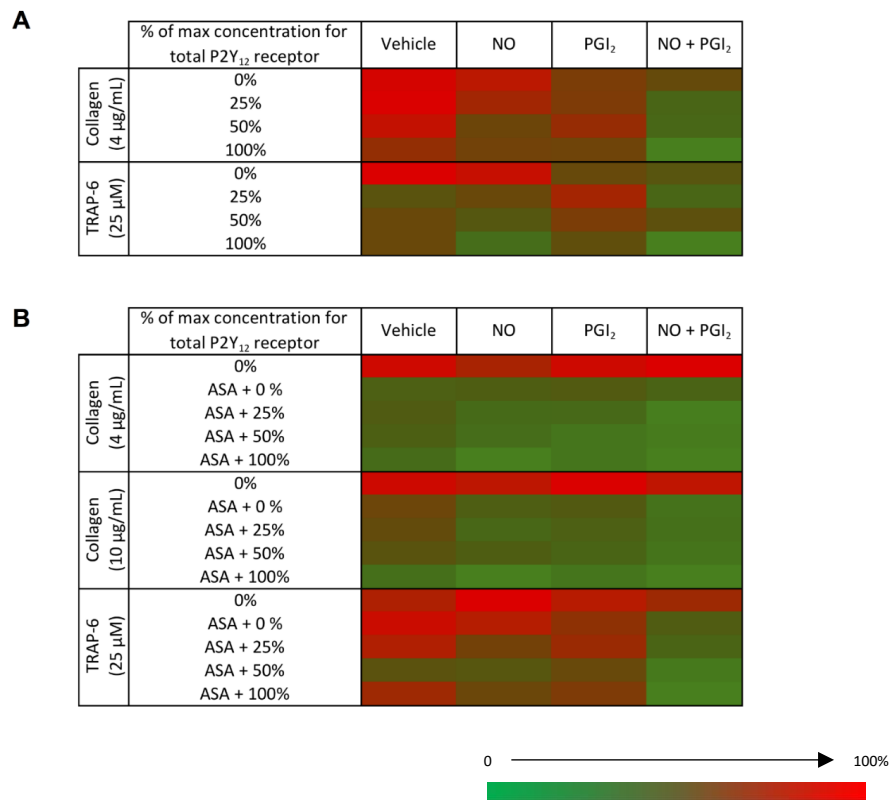 A
% of max concentration for
total P2Y₁₂ receptor
Vehicle
NO
PGI₂
NO + PGI₂
Collagen
(4 µg/mL)
0%
25%
50%
100%
TRAP-6
(25 µM)
0%
25%
50%
100%
B
% of max concentration for
total P2Y₁₂ receptor
Vehicle
NO
PGI₂
NO + PGI₂
Collagen
(4 µg/mL)
0%
ASA + 0 %
ASA + 25%
ASA + 50%
ASA + 100%
Collagen
(10 µg/mL)
0%
ASA + 0 %
ASA + 25%
ASA + 50%
ASA + 100%
TRAP-6
(25 µM)
0%
ASA + 0 %
ASA + 25%
ASA + 50%
ASA + 100%
0
100%